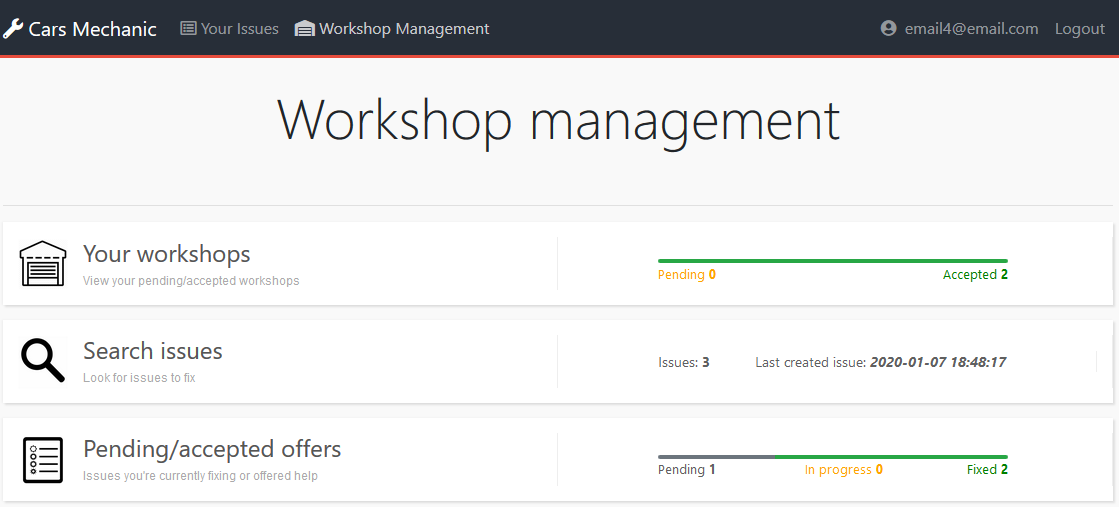 Cars Mechanic Your Issues Workshop Management email4@email.com Logout
Workshop management
Your workshops
View your pending/accepted workshops
Pending 0 Accepted 2
Search issues
Look for issues to fix
Issues: 3 Last created issue: 2020-01-07 18:48:17
Pending/accepted offers
Issues you're currently fixing or offered help
Pending 1 In progress 0 Fixed 2